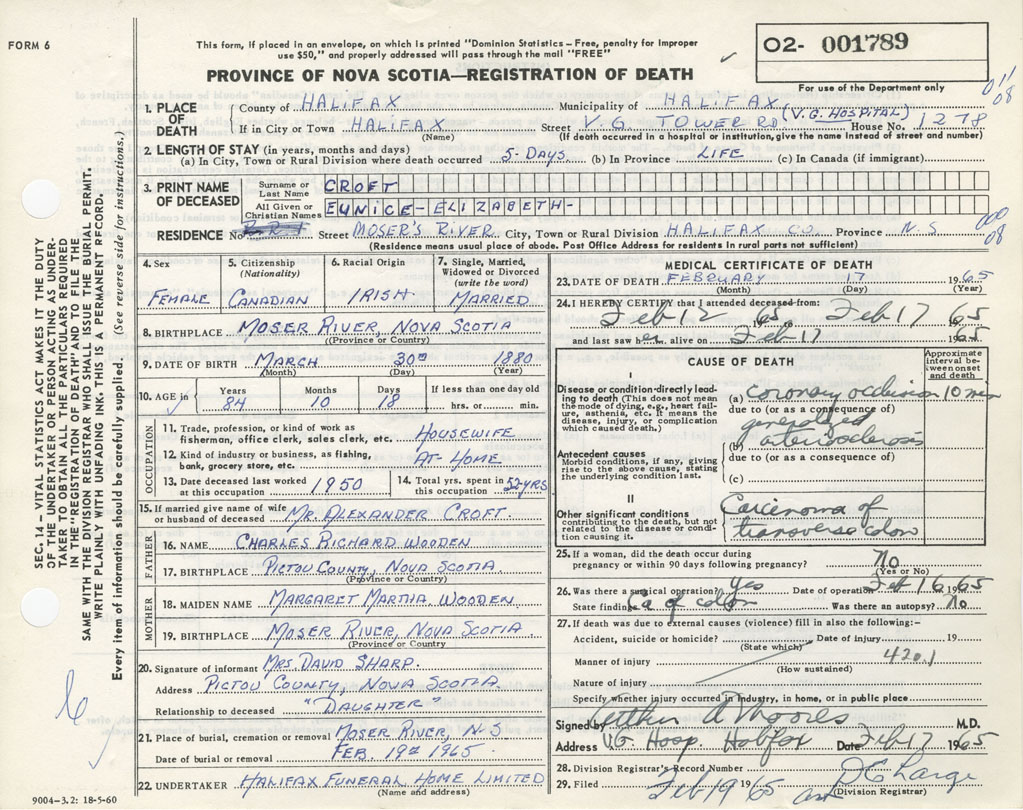 FORM 6
This form, if placed in an envelope, on which is printed "Dominion Statistics – Free, penalty for improper
use $50," and properly addressed will pass through the mail "FREE"
02- 001789
PROVINCE OF NOVA SCOTIA—REGISTRATION OF DEATH
For use of the Department only
011
08
1. PLACE OF DEATH
County of HALIFAX Municipality of HALIFAX
If in City or Town HALIFAX (Name) Street V.G. TOWER RD (V.G. HOSPITAL) House No. 1278
(If death occurred in a hospital or institution, give the name instead of street and number)
2. LENGTH OF STAY (in years, months and days)
(a) In City, Town or Rural Division where death occurred 5-DAYS (b) In Province LIFE (c) In Canada (if immigrant)
3. PRINT NAME OF DECEASED
Surname or Last Name CROFT
All Given or Christian Names EUNICE-ELIZABETH-
RESIDENCE No. Street MOSER'S RIVER City, Town or Rural Division HALIFAX CO. Province N.S
000
08
(Residence means usual place of abode. Post Office Address for residents in rural parts not sufficient)
4. Sex FEMALE
5. Citizenship (Nationality) CANADIAN
6. Racial Origin IRISH
7. Single, Married, Widowed or Divorced (write the word) MARRIED
8. BIRTHPLACE MOSER RIVER, NOVA SCOTIA
(Province or Country)
9. DATE OF BIRTH MARCH (Month) 30th (Day) 1880 (Year)
10. AGE in Years 84 Months 10 Days 18 If less than one day old hrs. or min.
OCCUPATION
11. Trade, profession, or kind of work as fisherman, office clerk, sales clerk, etc. HOUSEWIFE
12. Kind of industry or business, as fishing, bank, grocery store, etc. AT HOME
13. Date deceased last worked at this occupation 1950
14. Total yrs. spent in this occupation 52-YRS
15. If married give name of wife or husband of deceased MR. ALEXANDER CROFT.
FATHER
16. NAME CHARLES RICHARD WOODEN
17. BIRTHPLACE PICTOU COUNTY, NOVA SCOTIA
(Province or Country)
MOTHER
18. MAIDEN NAME MARGARET MARTHA WOODEN
19. BIRTHPLACE MOSER RIVER, NOVA SCOTIA
(Province or Country)
20. Signature of informant MRS. DAVID SHARP.
Address PICTOU COUNTY, NOVA SCOTIA
Relationship to deceased "DAUGHTER"
21. Place of burial, cremation or removal MOSER RIVER, N-S
Date of burial or removal FEB. 19th 1965
22. UNDERTAKER HALIFAX FUNERAL HOME LIMITED
(Name and address)
MEDICAL CERTIFICATE OF DEATH
23. DATE OF DEATH FEBRUARY (Month) 17 (Day) 1965 (Year)
24. I HEREBY CERTIFY that I attended deceased from:
Feb 12 65 Feb 17 65
and last saw her alive on Feb 17 1965
CAUSE OF DEATH
Approximate interval between onset and death
I
Disease or condition directly leading to death (This does not mean the mode of dying, e.g., heart failure, asthenia, etc. It means the disease, injury, or complication which caused death.)
(a) coronary occlusion 10 min
due to (or as a consequence of)
(b) generalized arteriosclerosis
Antecedent causes
Morbid conditions, if any, giving rise to the above cause, stating the underlying condition last.
due to (or as a consequence of)
(c)
II
Other significant conditions
contributing to the death, but not related to the disease or condition causing it.
Carcinoma of
transverse colon
25. If a woman, did the death occur during
pregnancy or within 90 days following pregnancy? No
(Yes or No)
26. Was there a surgical operation? Yes Date of operation Feb 16 1965
State findings Ca of colon Was there an autopsy? No
27. If death was due to external causes (violence) fill in also the following:–
Accident, suicide or homicide? (State which) Date of injury 19
Manner of injury 420.1
(How sustained)
Nature of injury
Specify whether injury occurred in industry, in home, or in public place
Signed by Arthur A Moores M.D.
Address V.G. Hosp. Halifax Date Feb 17 1965
28. Division Registrar's Record Number
29. Filed Feb 19 1965
(Division Registrar)
SEC. 14 – VITAL STATISTICS ACT MAKES IT THE DUTY
OF THE UNDERTAKER OR PERSON ACTING AS UNDER-
TAKER TO OBTAIN ALL THE PARTICULARS REQUIRED
IN THE "REGISTRATION OF DEATH" AND TO FILE THE
SAME WITH THE DIVISION REGISTRAR WHO SHALL ISSUE THE BURIAL PERMIT.
WRITE PLAINLY WITH UNFADING INK. THIS IS A PERMANENT RECORD.
Every item of information should be carefully supplied. (See reverse side for instructions.)
9004-3.2: 18-5-60